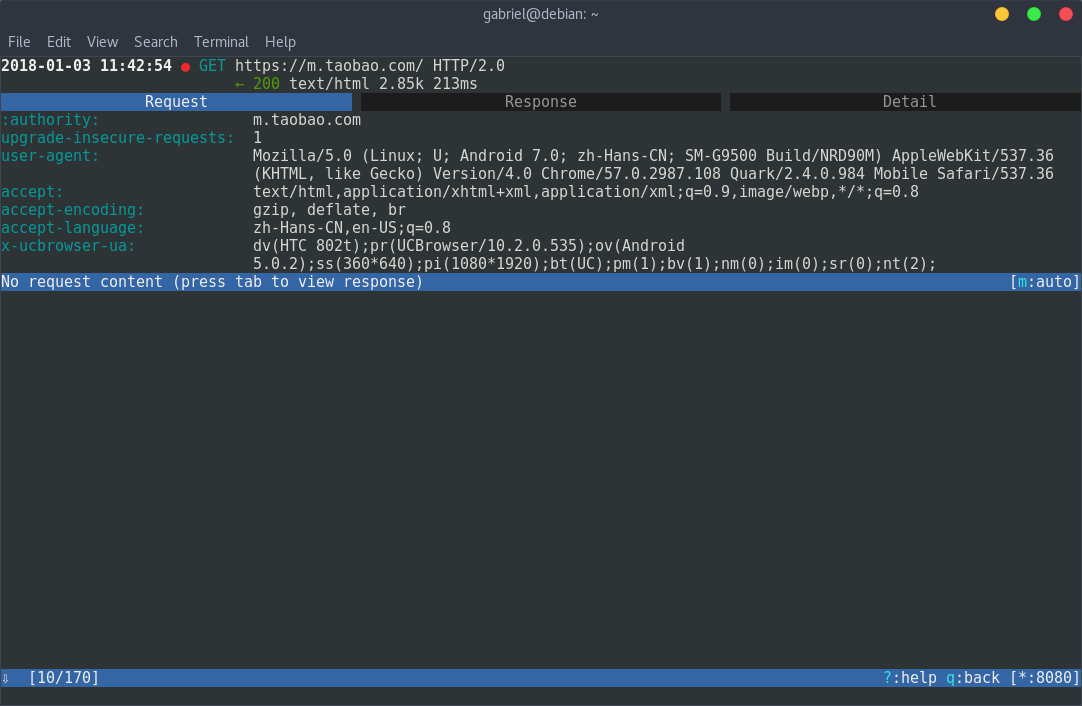 gabriel@debian: ~
File Edit View Search Terminal Help
2018-01-03 11:42:54 ● GET https://m.taobao.com/ HTTP/2.0
← 200 text/html 2.85k 213ms
Request Response Detail
:authority: m.taobao.com
upgrade-insecure-requests: 1
user-agent: Mozilla/5.0 (Linux; U; Android 7.0; zh-Hans-CN; SM-G9500 Build/NRD90M) AppleWebKit/537.36
(KHTML, like Gecko) Version/4.0 Chrome/57.0.2987.108 Quark/2.4.0.984 Mobile Safari/537.36
accept: text/html,application/xhtml+xml,application/xml;q=0.9,image/webp,*/*;q=0.8
accept-encoding: gzip, deflate, br
accept-language: zh-Hans-CN,en-US;q=0.8
x-ucbrowser-ua: dv(HTC 802t);pr(UCBrowser/10.2.0.535);ov(Android
5.0.2);ss(360*640);pi(1080*1920);bt(UC);pm(1);bv(1);nm(0);im(0);sr(0);nt(2);
No request content (press tab to view response) [m:auto]
⇩ [10/170] ?:help q:back [*:8080]